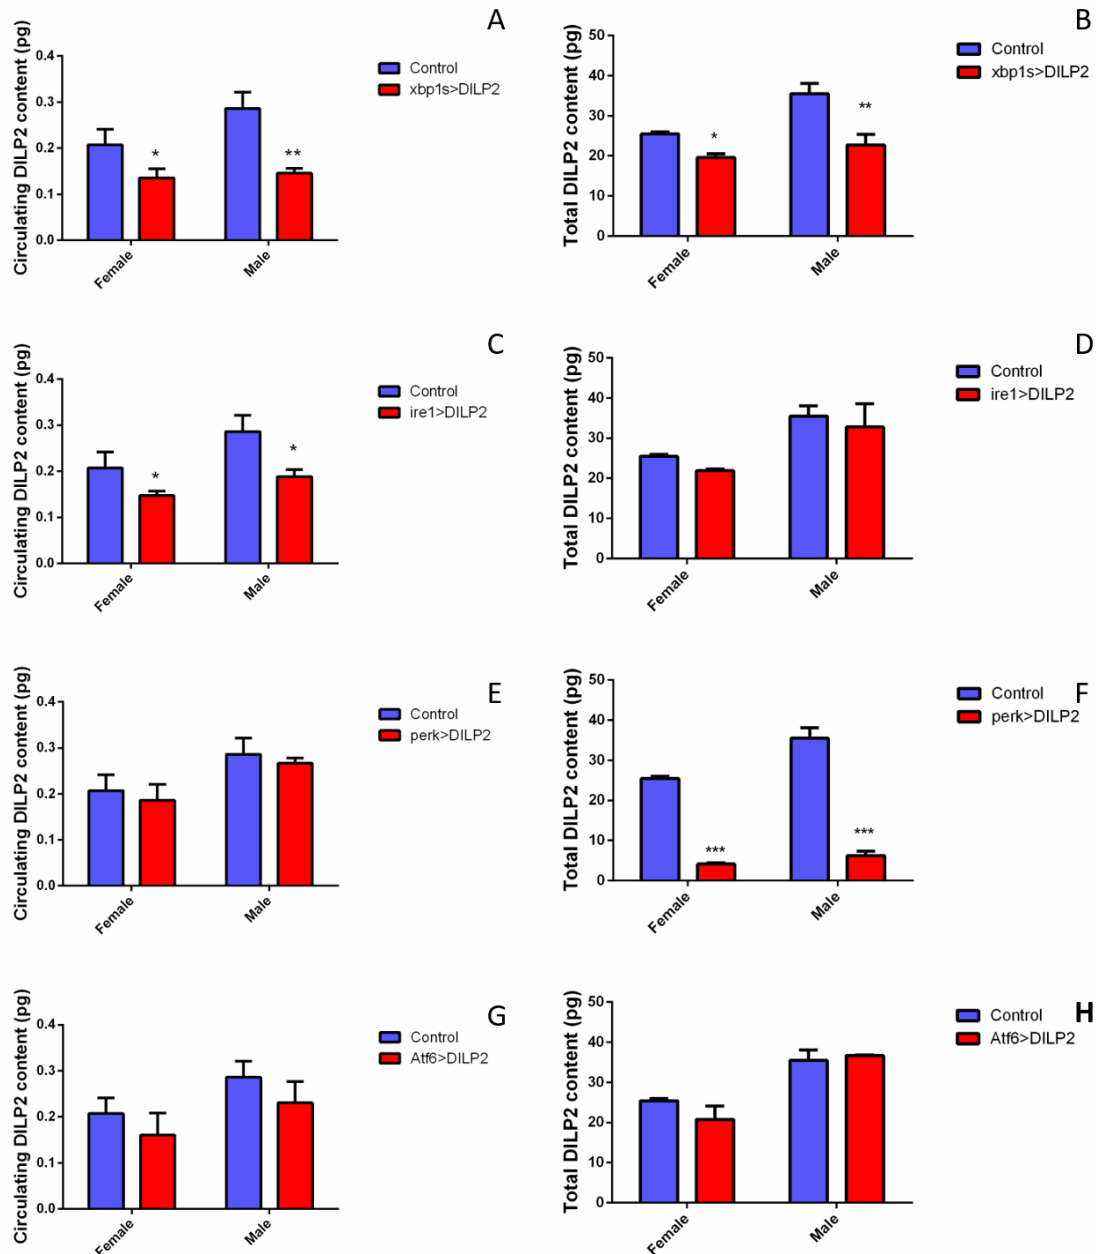 A
Circulating DILP2 content (pg)
0.4
0.3
0.2
0.1
0.0
*
**
Female
Male
Control
xbp1s>DILP2
B
Total DILP2 content (pg)
50
40
30
20
10
0
*
**
Female
Male
Control
xbp1s>DILP2
C
Circulating DILP2 content (pg)
0.4
0.3
0.2
0.1
0.0
*
*
Female
Male
Control
ire1>DILP2
D
Total DILP2 content (pg)
50
40
30
20
10
0
Female
Male
Control
ire1>DILP2
E
Circulating DILP2 content (pg)
0.4
0.3
0.2
0.1
0.0
Female
Male
Control
perk>DILP2
F
Total DILP2 content (pg)
50
40
30
20
10
0
***
***
Female
Male
Control
perk>DILP2
G
Circulating DILP2 content (pg)
0.4
0.3
0.2
0.1
0.0
Female
Male
Control
Atf6>DILP2
H
Total DILP2 content (pg)
50
40
30
20
10
0
Female
Male
Control
Atf6>DILP2